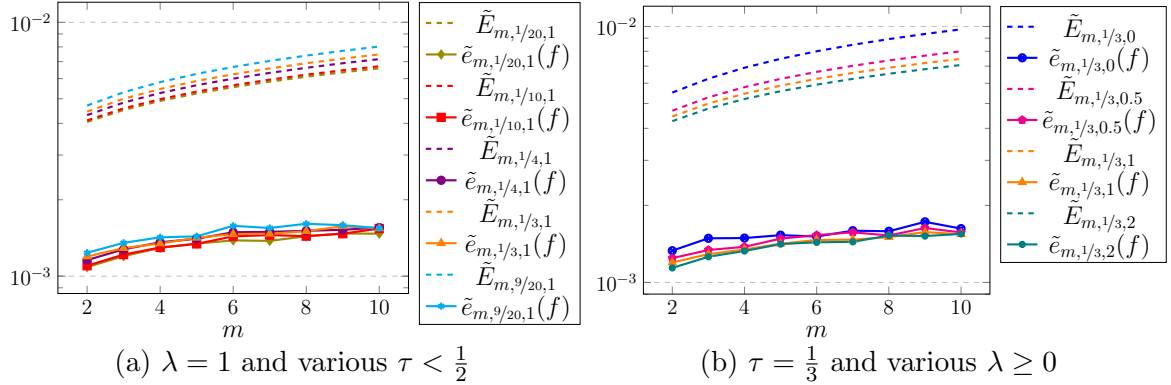 10⁻²
10⁻³
2 4 6 8 10
m
Ẽ_{m,1/20,1}
ẽ_{m,1/20,1}(f)
Ẽ_{m,1/10,1}
ẽ_{m,1/10,1}(f)
Ẽ_{m,1/4,1}
ẽ_{m,1/4,1}(f)
Ẽ_{m,1/3,1}
ẽ_{m,1/3,1}(f)
Ẽ_{m,9/20,1}
ẽ_{m,9/20,1}(f)
(a) λ = 1 and various τ < 1/2
10⁻²
10⁻³
2 4 6 8 10
m
Ẽ_{m,1/3,0}
ẽ_{m,1/3,0}(f)
Ẽ_{m,1/3,0.5}
ẽ_{m,1/3,0.5}(f)
Ẽ_{m,1/3,1}
ẽ_{m,1/3,1}(f)
Ẽ_{m,1/3,2}
ẽ_{m,1/3,2}(f)
(b) τ = 1/3 and various λ ≥ 0